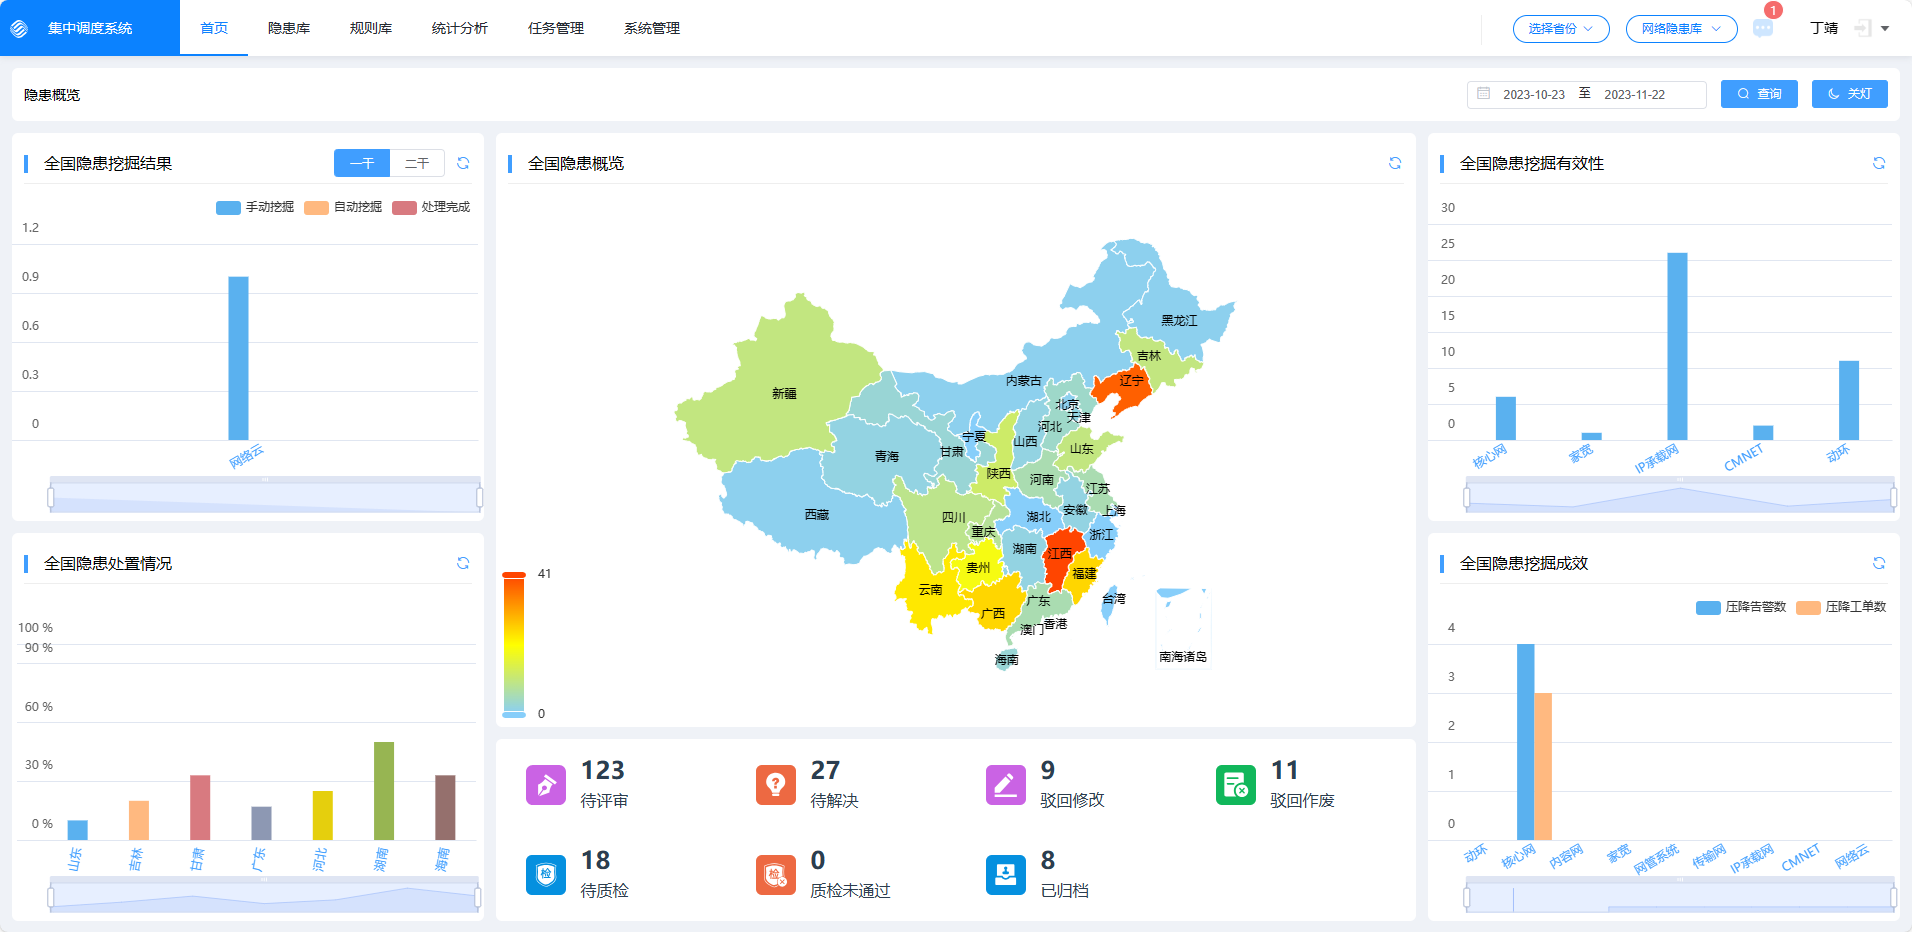 集中调度系统 首页 隐患库 规则库 统计分析 任务管理 系统管理 选择省份 网络隐患库 1 丁靖
隐患概览 2023-10-23 至 2023-11-22 查询 关灯
全国隐患挖掘结果 一干 二干
手动挖掘 自动挖掘 处理完成
1.2
0.9
0.6
0.3
0
网络云
全国隐患处置情况
100 %
90 %
60 %
30 %
0 %
山东 吉林 甘肃 广东 河北 湖南 海南
全国隐患概览
黑龙江
吉林
辽宁
内蒙古
新疆
北京
天津
河北
宁夏
山西
山东
甘肃
青海
陕西
河南
江苏
安徽
上海
西藏
四川
湖北
重庆
浙江
湖南
江西
贵州
福建
云南
广西
广东
台湾
澳门
香港
海南
南海诸岛
41
0
123 27 9 11
待评审 待解决 驳回修改 驳回作废
检 18 检 0 8
待质检 质检未通过 已归档
全国隐患挖掘有效性
30
25
20
15
10
5
0
核心网 家宽 IP承载网 CMNET 动环
全国隐患挖掘成效
压降告警数 压降工单数
4
3
2
1
0
动环 核心网 内容网 家宽 网管系统 传输网 IP承载网 CMNET 网络云